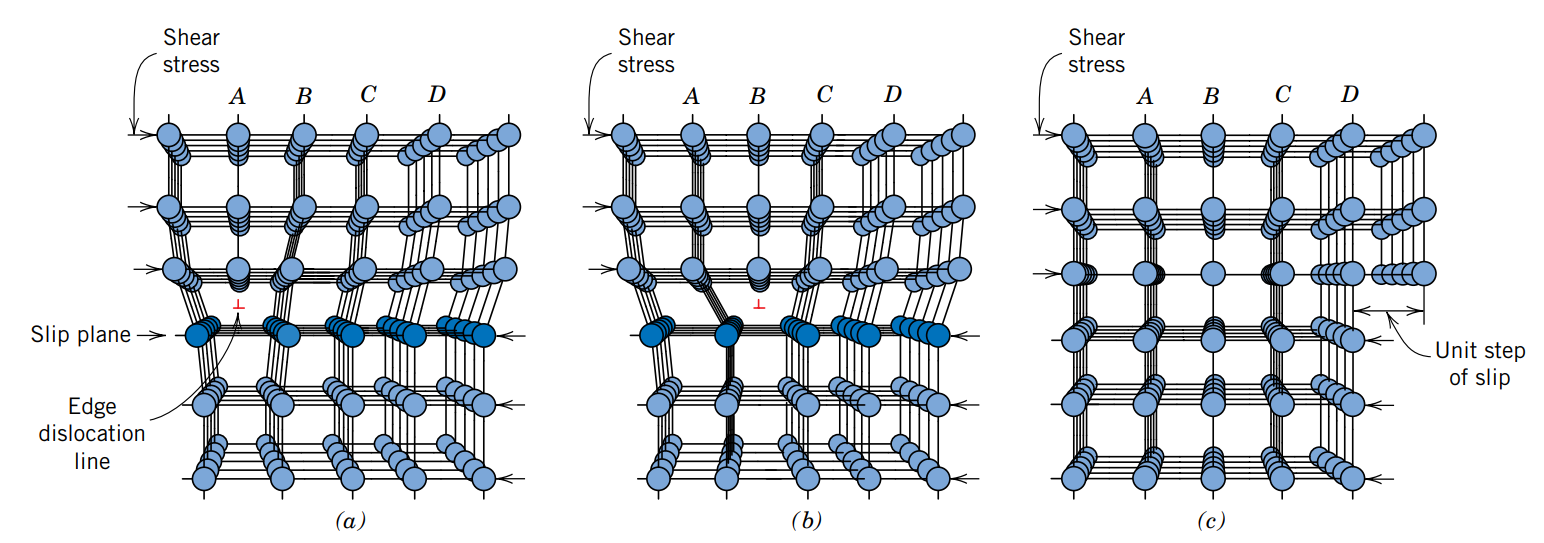 Shear
stress
A B C D
Slip plane
Edge
dislocation
line
(a)
Shear
stress
A B C D
(b)
Shear
stress
A B C D
Unit step
of slip
(c)